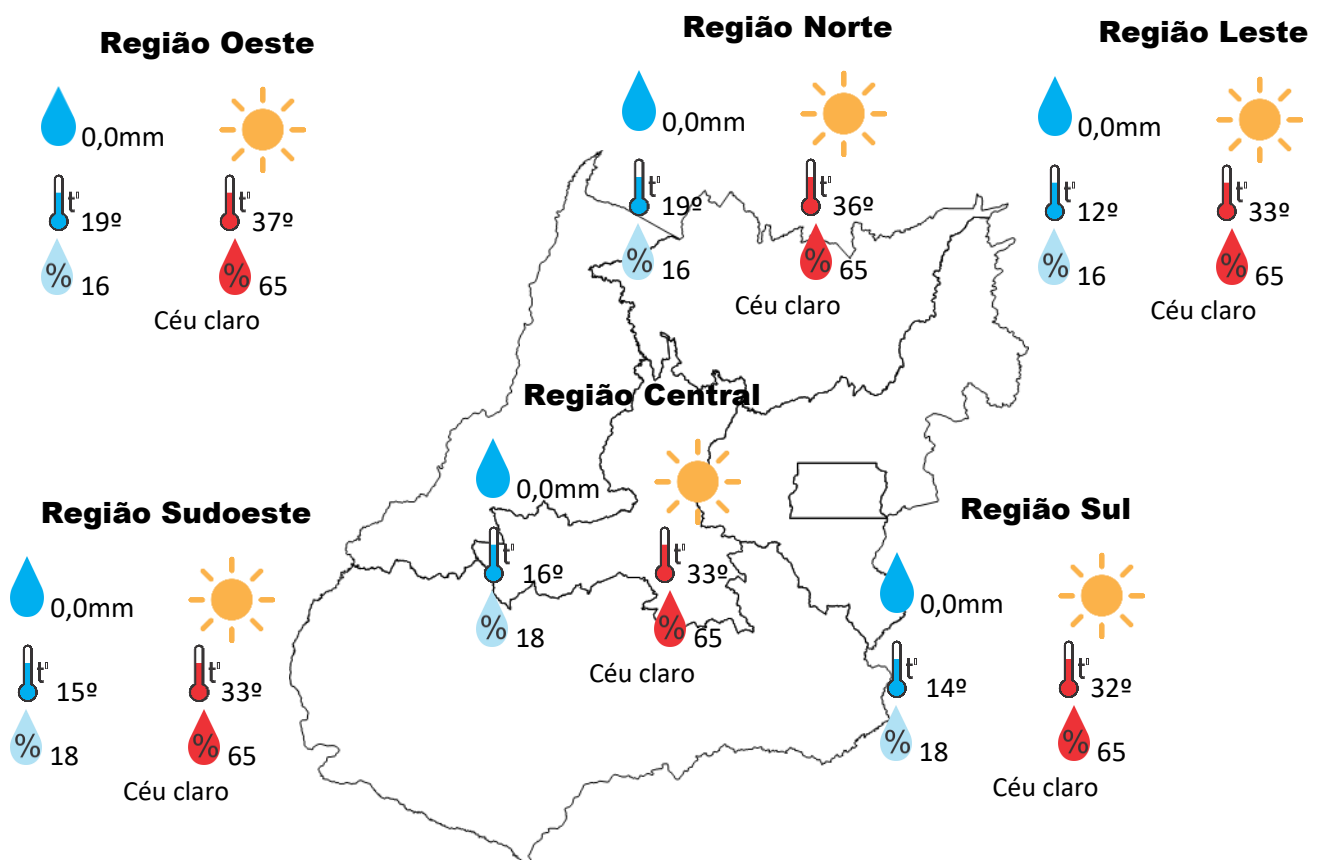 Região Oeste
0,0mm
t°
19º
t°
37º
%
16
%
65
Céu claro
Região Norte
0,0mm
t°
19º
t°
36º
%
16
%
65
Céu claro
Região Leste
0,0mm
t°
12º
t°
33º
%
16
%
65
Céu claro
Região Central
0,0mm
t°
16º
t°
33º
%
18
%
65
Céu claro
Região Sudoeste
0,0mm
t°
15º
t°
33º
%
18
%
65
Céu claro
Região Sul
0,0mm
t°
14º
t°
32º
%
18
%
65
Céu claro